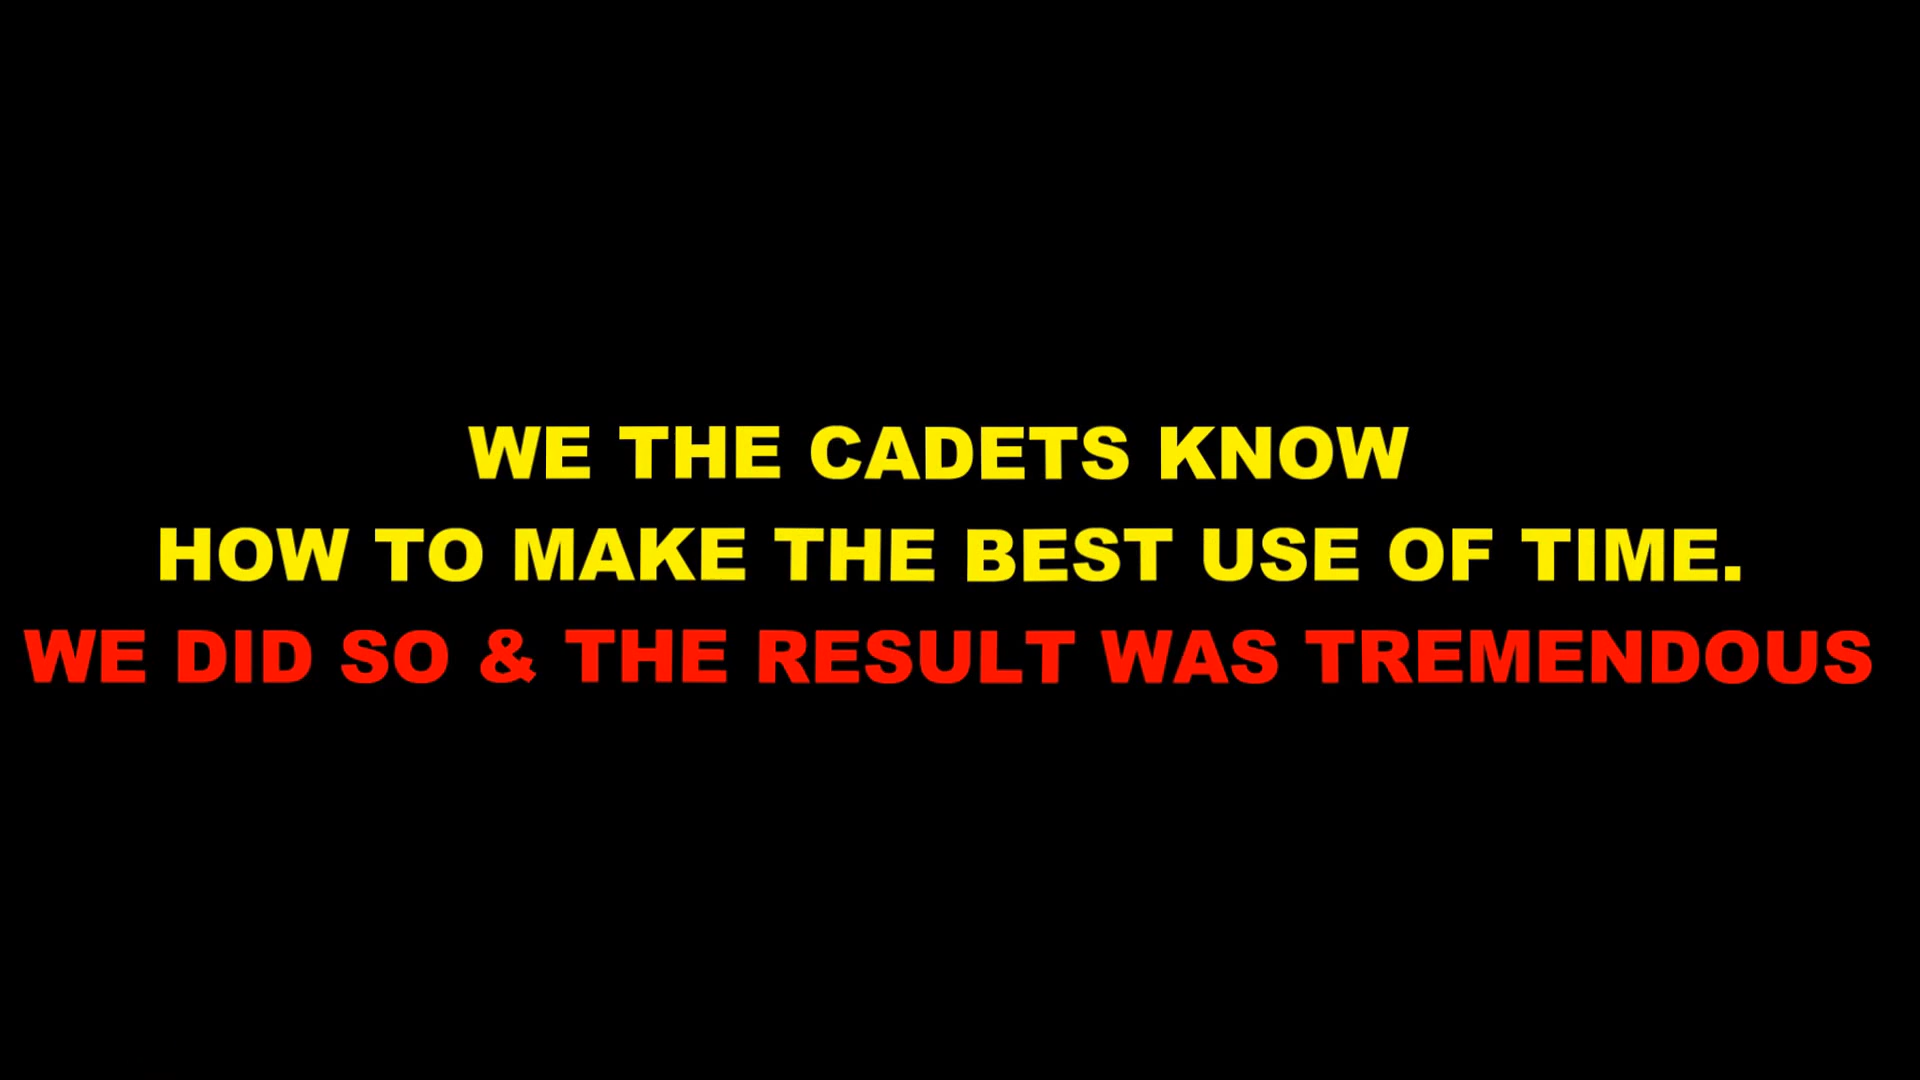 WE THE CADETS KNOW
HOW TO MAKE THE BEST USE OF TIME.
WE DID SO & THE RESULT WAS TREMENDOUS